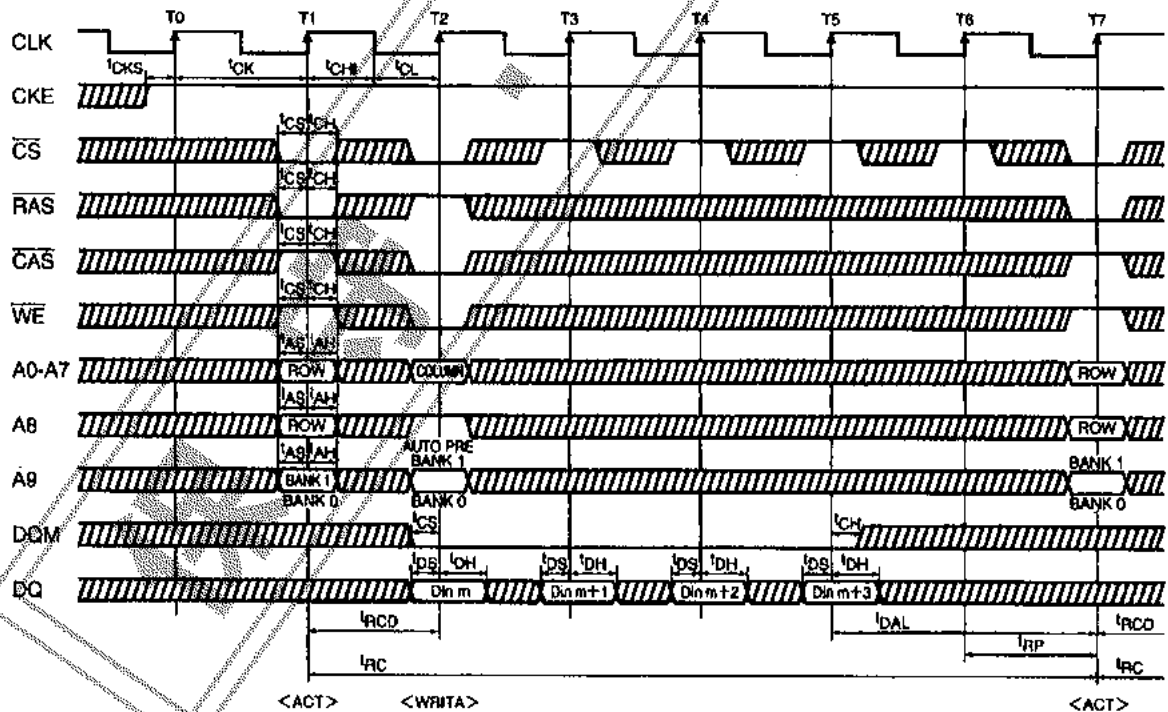 T0 T1 T2 T3 T4 T5 T6 T7
CLK
tCKS tCK tCH tCL
CKE
tCS tCH
CS
tCS tCH
RAS
tCS tCH
CAS
tCS tCH
WE
tAS tAH
A0-A7 ROW COLUMN ROW
tAS tAH
A8 ROW ROW
tAS tAH AUTO PRE
BANK 1 BANK 1
A9 BANK 1
BANK 0 BANK 0 BANK 0
tCS tCH
DQM
tDS tDH tDS tDH tDS tDH tDS tDH
DQ Din m Din m+1 Din m+2 Din m+3
tRCD tDAL tRCD
tRP
tRC tRC
<ACT> <WRITA> <ACT>